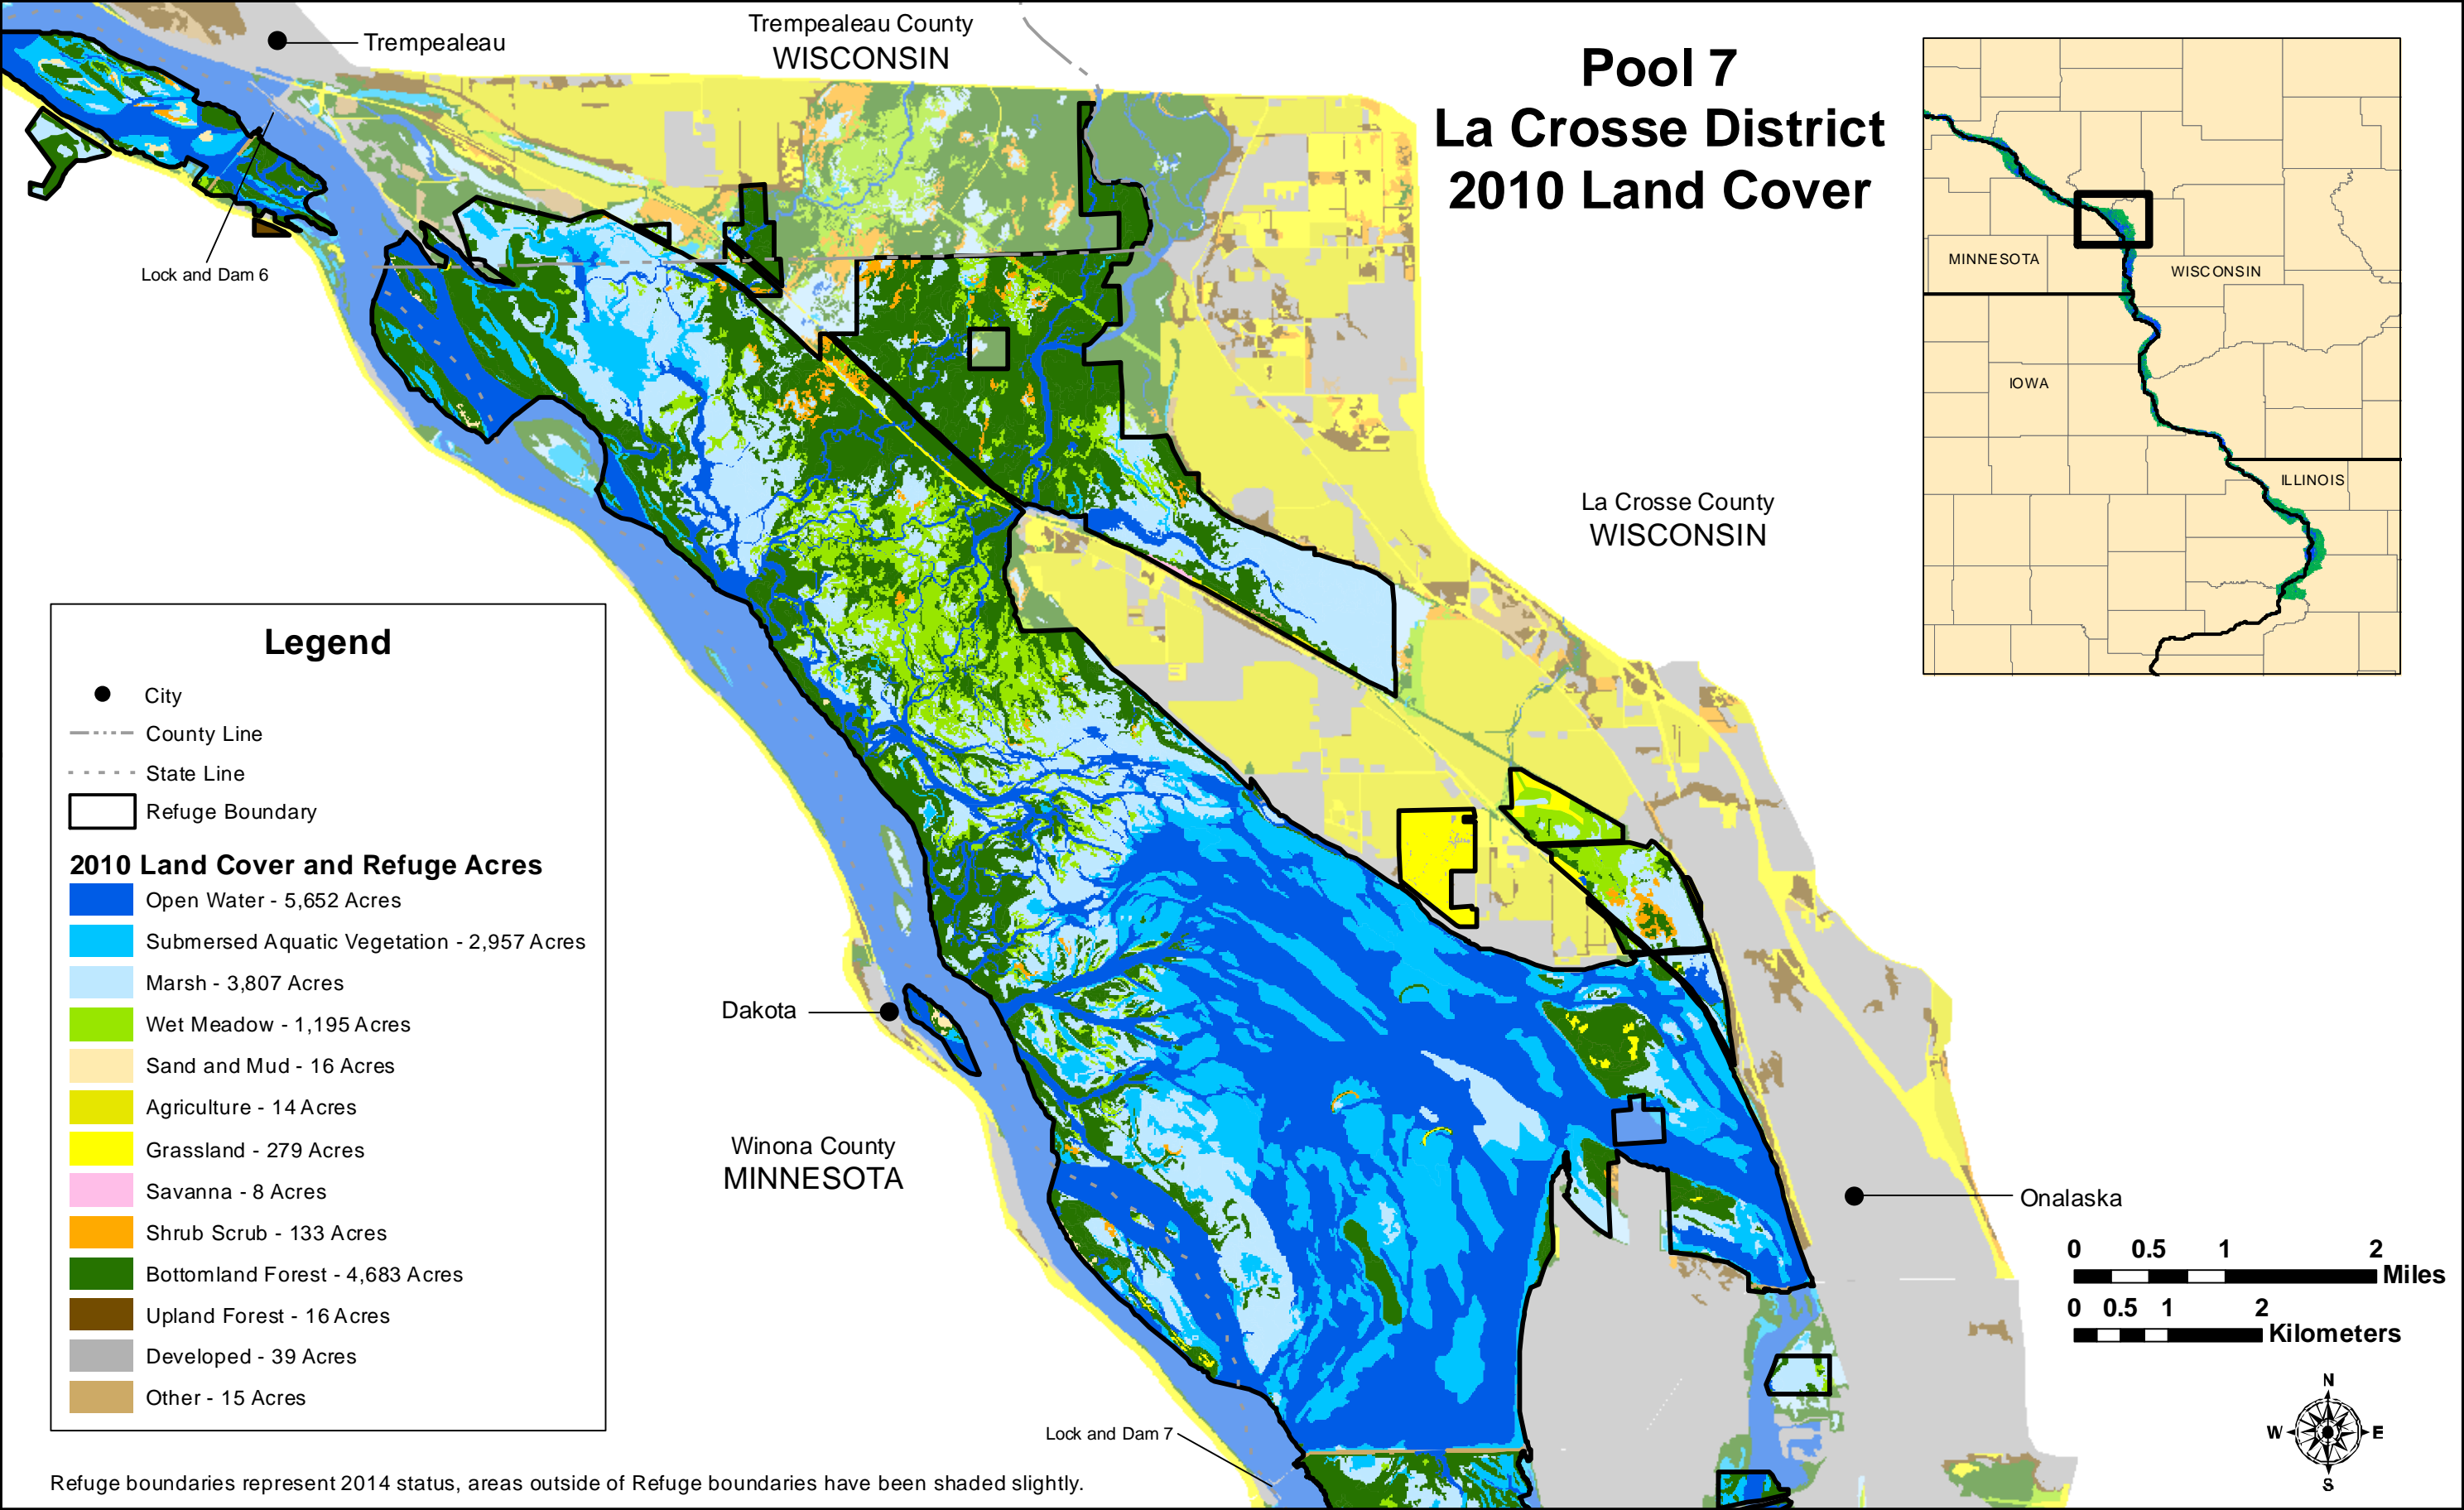 Trempealeau
Trempealeau County
WISCONSIN
Pool 7
La Crosse District
2010 Land Cover
MINNESOTA
WISCONSIN
IOWA
ILLINOIS
Lock and Dam 6
La Crosse County
WISCONSIN
Legend
City
County Line
State Line
Refuge Boundary
2010 Land Cover and Refuge Acres
Open Water - 5,652 Acres
Submersed Aquatic Vegetation - 2,957 Acres
Marsh - 3,807 Acres
Wet Meadow - 1,195 Acres
Sand and Mud - 16 Acres
Agriculture - 14 Acres
Grassland - 279 Acres
Savanna - 8 Acres
Shrub Scrub - 133 Acres
Bottomland Forest - 4,683 Acres
Upland Forest - 16 Acres
Developed - 39 Acres
Other - 15 Acres
Dakota
Winona County
MINNESOTA
Onalaska
0 0.5 1 2
Miles
0 0.5 1 2
Kilometers
N
W E
S
Lock and Dam 7
Refuge boundaries represent 2014 status, areas outside of Refuge boundaries have been shaded slightly.